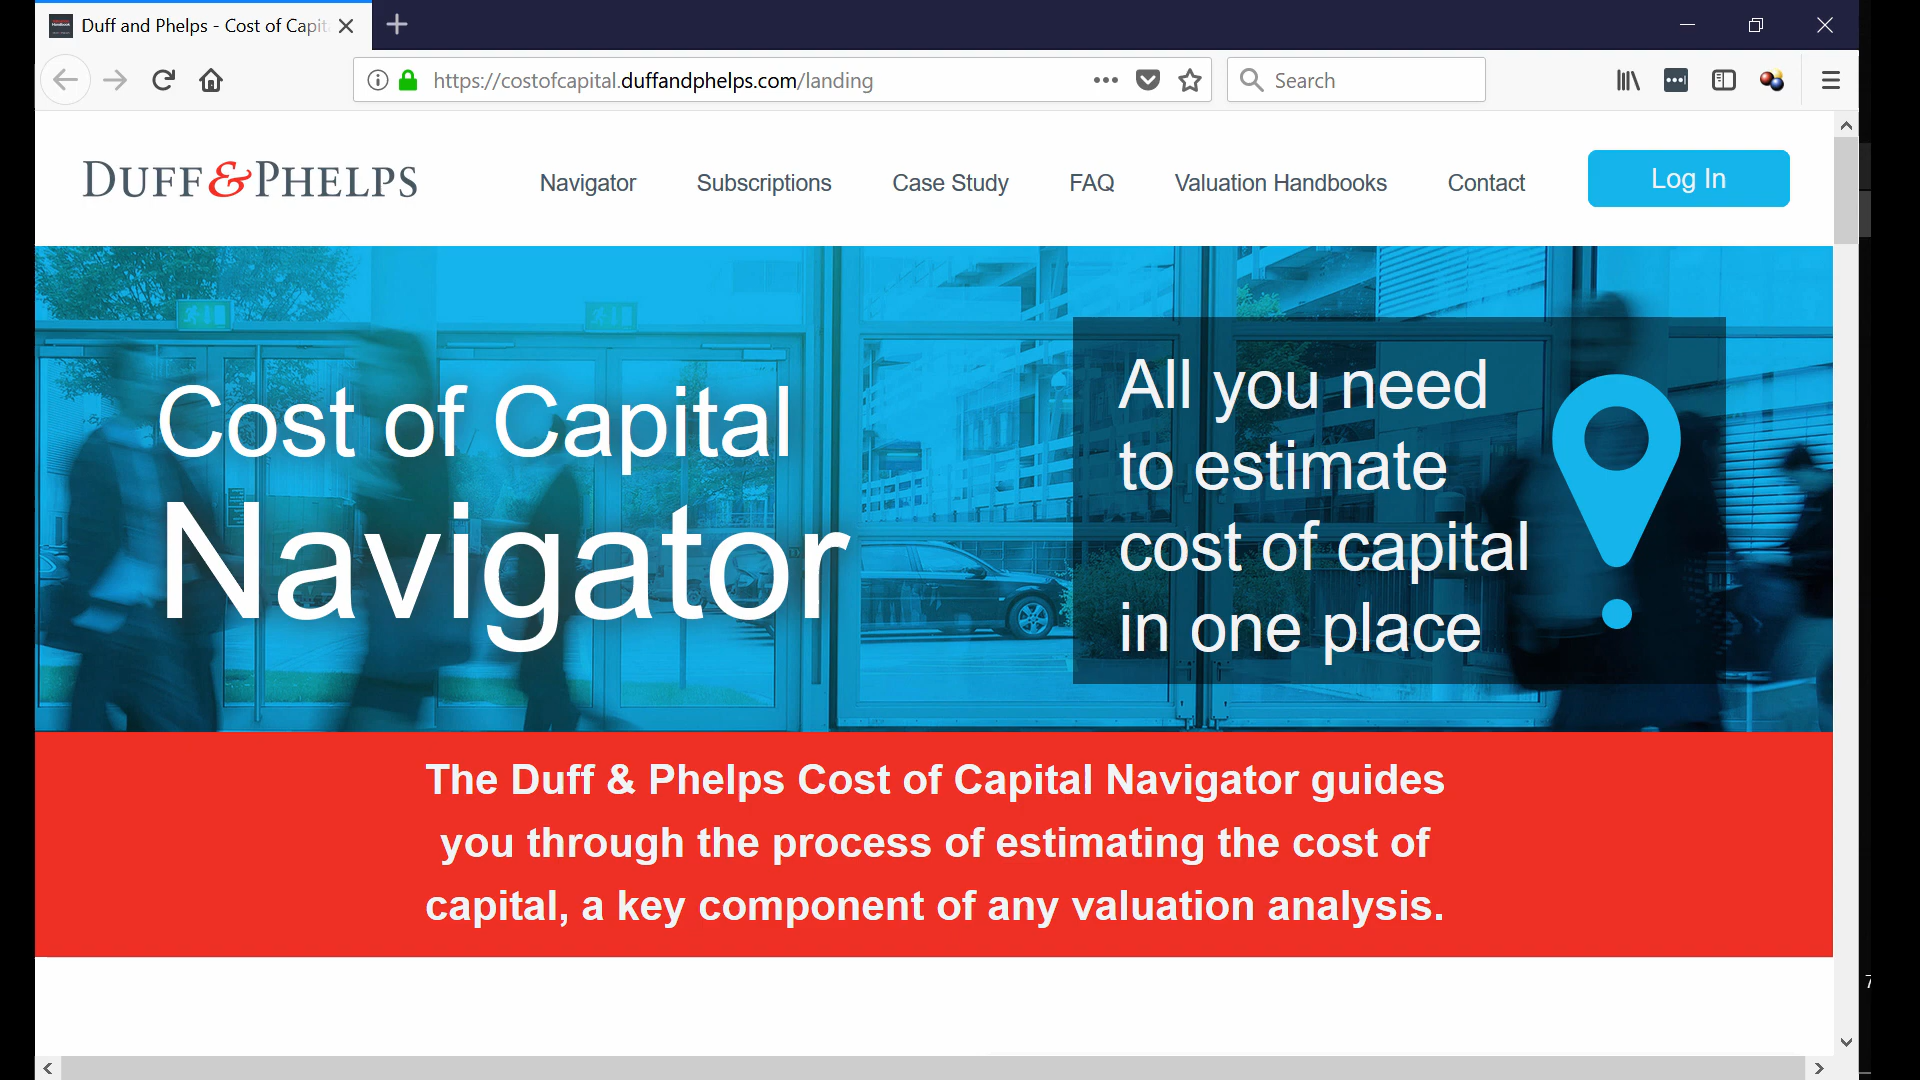 Duff and Phelps - Cost of Capit
https://costofcapital.duffandphelps.com/landing
Search
DUFF&PHELPS
Navigator
Subscriptions
Case Study
FAQ
Valuation Handbooks
Contact
Log In
Cost of Capital
Navigator
All you need
to estimate
cost of capital
in one place
The Duff & Phelps Cost of Capital Navigator guides
you through the process of estimating the cost of
capital, a key component of any valuation analysis.